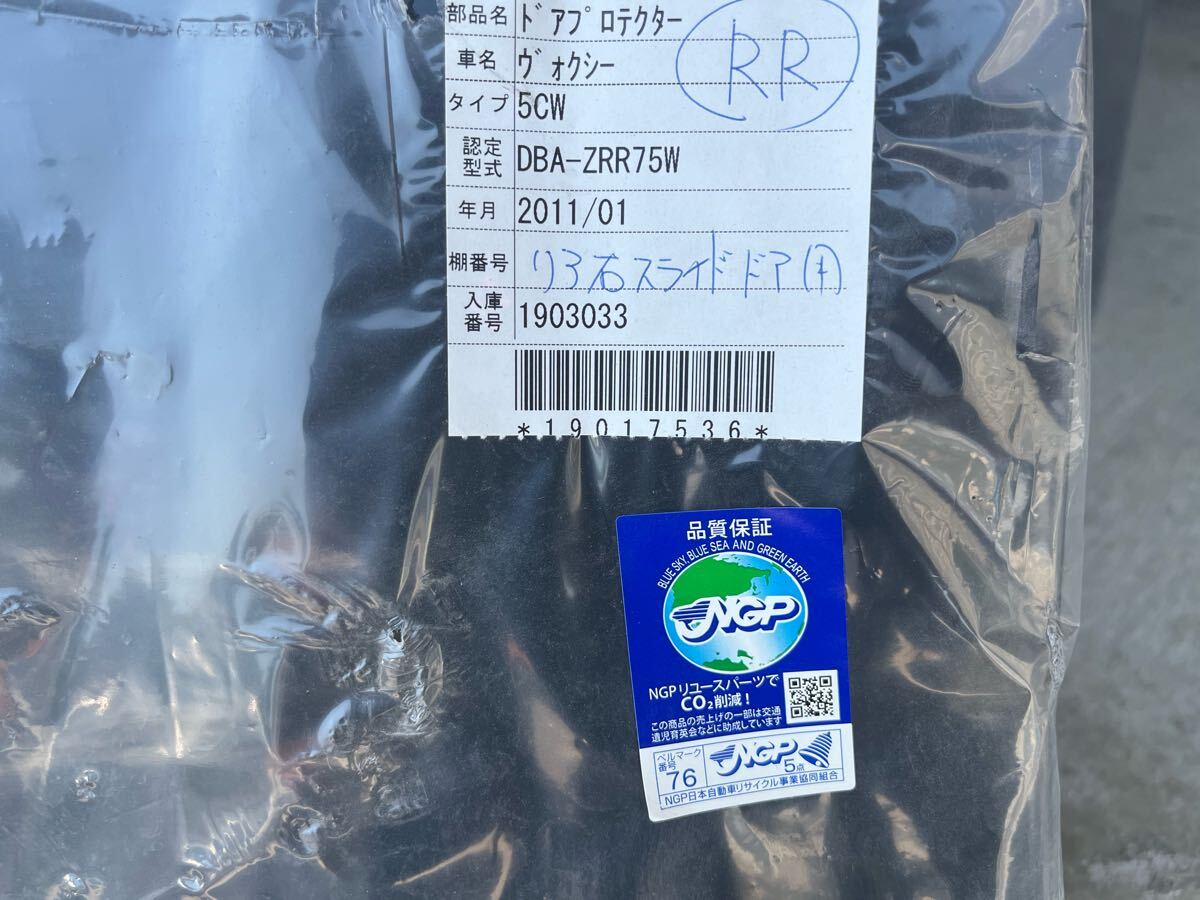 部品名 ドアプロテクター
RR
車名 ヴォクシー
タイプ 5CW
認定型式 DBA-ZRR75W
年月 2011/01
棚番号 リア右スライドドア(用)
入庫番号 1903033
*19017536*
品質保証
BLUE SKY, BLUE SEA AND GREEN EARTH
NGP
NGPリユースパーツで
CO₂削減!
この商品の売上げの一部は交通
遺児育英会などに助成しています
ベルマーク
番号
76
NGP
5点
NGP日本自動車リサイクル事業協同組合